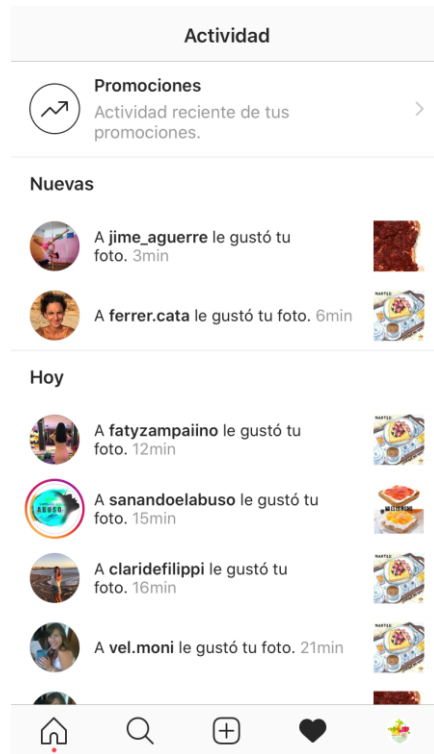 Actividad
Promociones
Actividad reciente de tus
promociones.
Nuevas
A jime_aguerre le gustó tu
foto. 3min
A ferrer.cata le gustó tu foto. 6min
Hoy
A fatyzampaiino le gustó tu
foto. 12min
A sanandoelabuso le gustó tu
foto. 15min
ABUSO
A claridefilippi le gustó tu
foto. 16min
A vel.moni le gustó tu foto. 21min